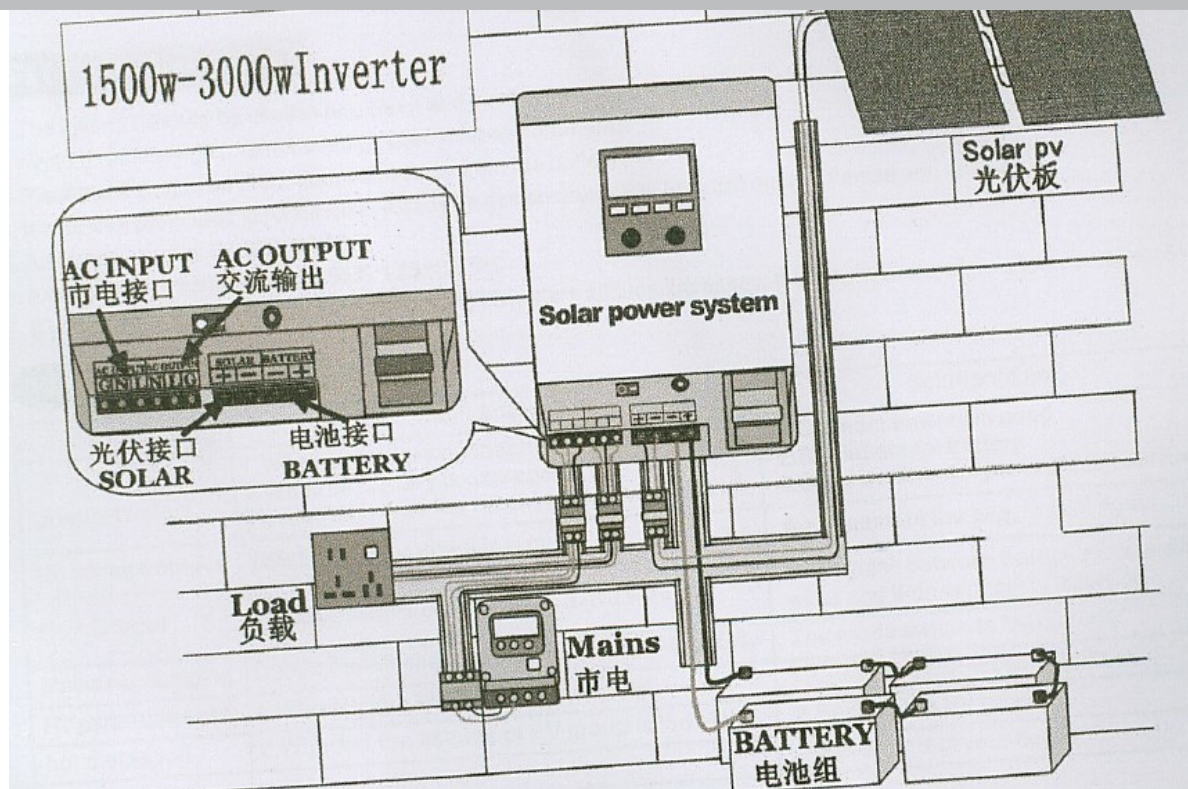 1500w-3000wInverter
Solar pv
光伏板
AC INPUT
市电接口
AC OUTPUT
交流输出
SOLAR BATTERY
+ - - +
光伏接口
SOLAR
电池接口
BATTERY
Solar power system
+ - - +
Load
负载
Mains
市电
BATTERY
电池组